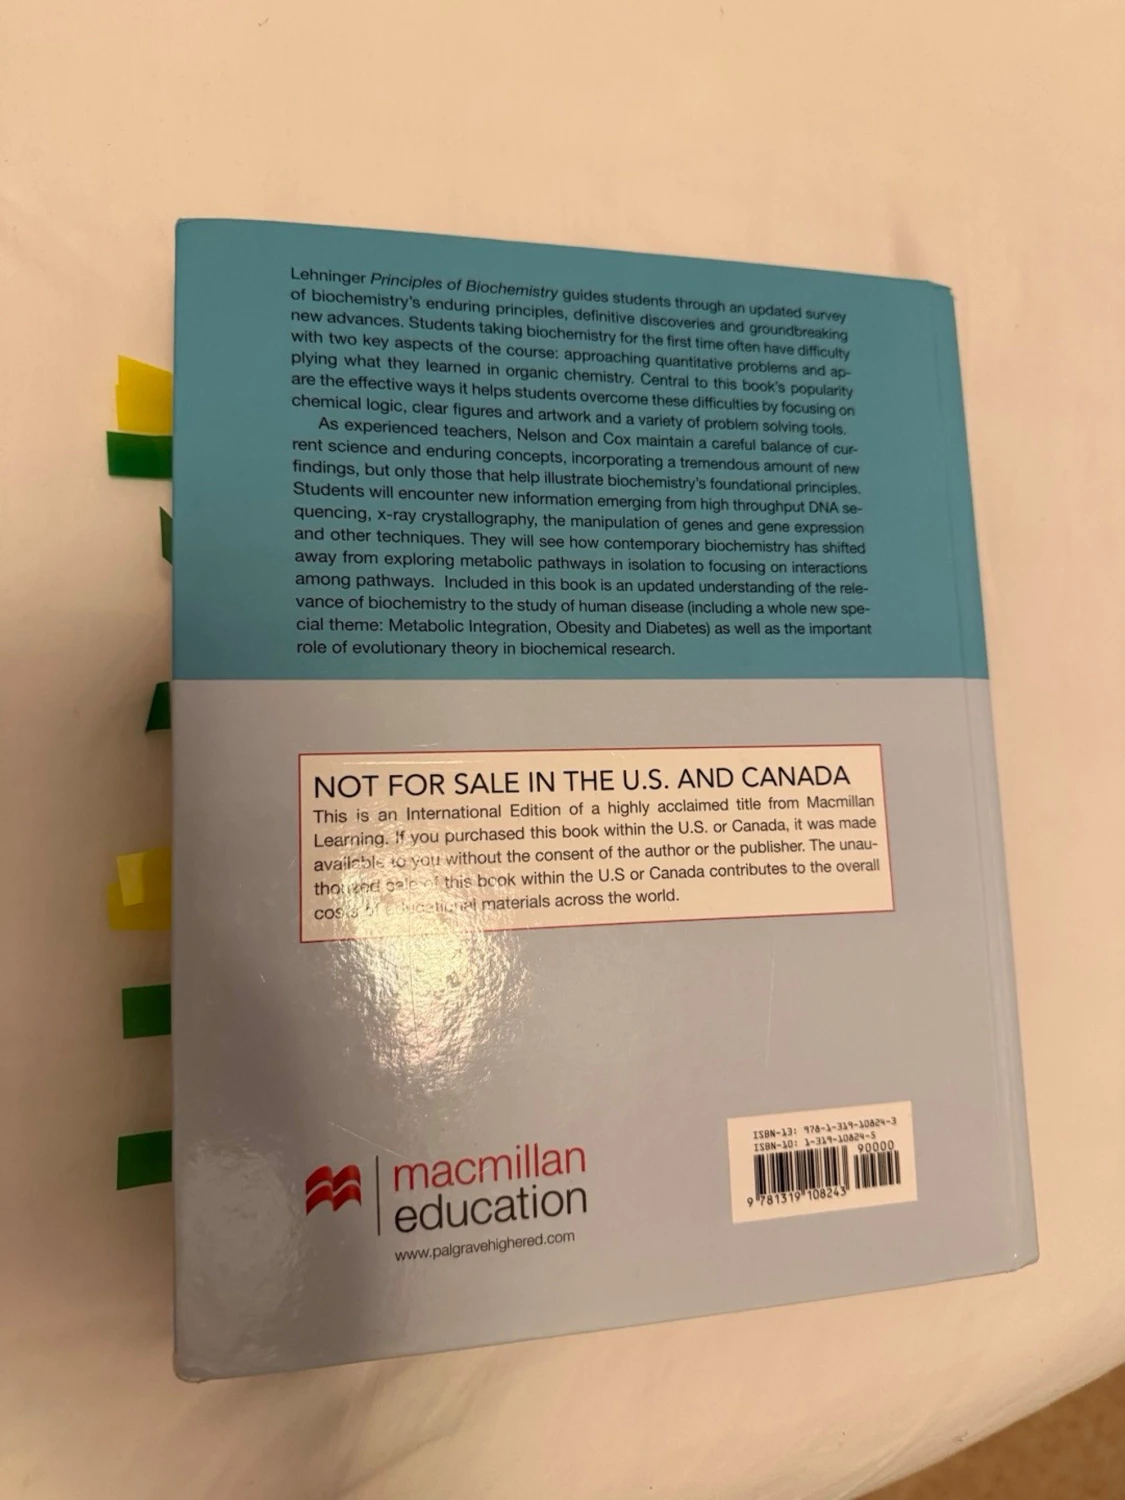 Lehninger Principles of Biochemistry guides students through an updated survey
of biochemistry's enduring principles, definitive discoveries and groundbreaking
new advances. Students taking biochemistry for the first time often have difficulty
with two key aspects of the course: approaching quantitative problems and ap-
plying what they learned in organic chemistry. Central to this book's popularity
are the effective ways it helps students overcome these difficulties by focusing on
chemical logic, clear figures and artwork and a variety of problem solving tools.
As experienced teachers, Nelson and Cox maintain a careful balance of cur-
rent science and enduring concepts, incorporating a tremendous amount of new
findings, but only those that help illustrate biochemistry's foundational principles.
Students will encounter new information emerging from high throughput DNA se-
quencing, x-ray crystallography, the manipulation of genes and gene expression
and other techniques. They will see how contemporary biochemistry has shifted
away from exploring metabolic pathways in isolation to focusing on interactions
among pathways. Included in this book is an updated understanding of the rele-
vance of biochemistry to the study of human disease (including a whole new spe-
cial theme: Metabolic Integration, Obesity and Diabetes) as well as the important
role of evolutionary theory in biochemical research.
NOT FOR SALE IN THE U.S. AND CANADA
This is an International Edition of a highly acclaimed title from Macmillan
Learning. If you purchased this book within the U.S. or Canada, it was made
available to you without the consent of the author or the publisher. The unau-
thorized sale of this book within the U.S or Canada contributes to the overall
costs of educational materials across the world.
macmillan
education
www.palgravehighered.com
ISBN-13: 978-1-319-10824-3
ISBN-10: 1-319-10824-5
90000
9 781319 108243